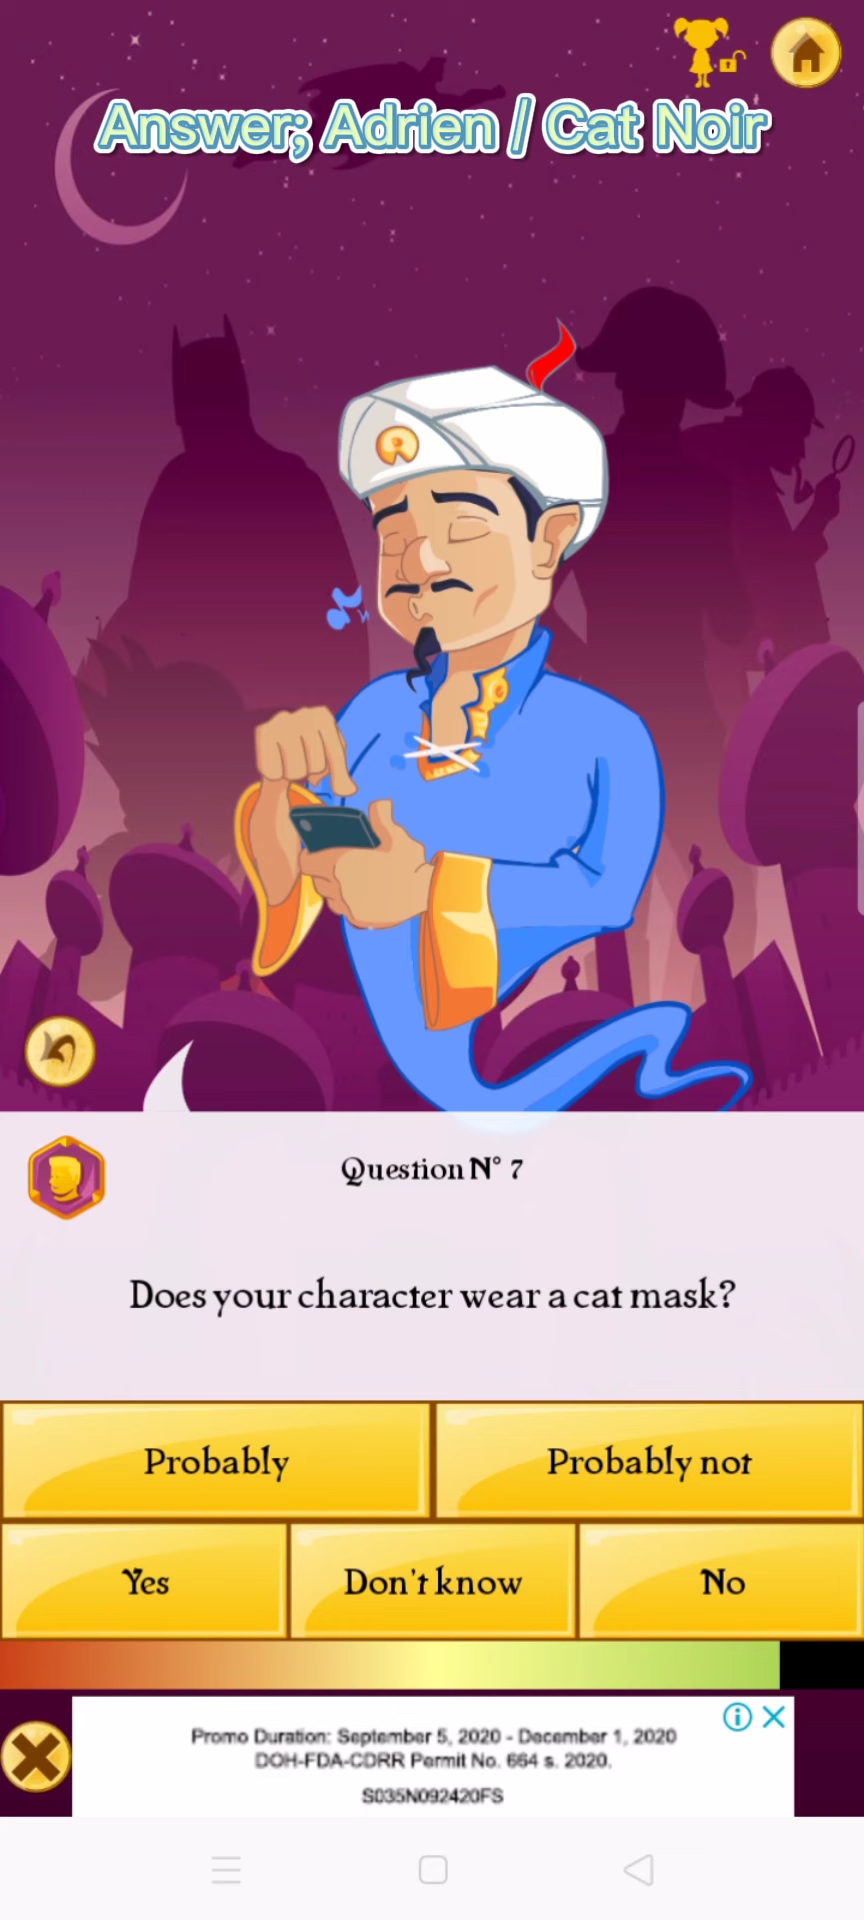 Answer; Adrien / Cat Noir
Question N° 7
Does your character wear a cat mask?
Probably
Probably not
Yes
Don't know
No
Promo Duration: September 5, 2020 - December 1, 2020
DOH-FDA-CDRR Permit No. 664 s. 2020.
S035N092420FS